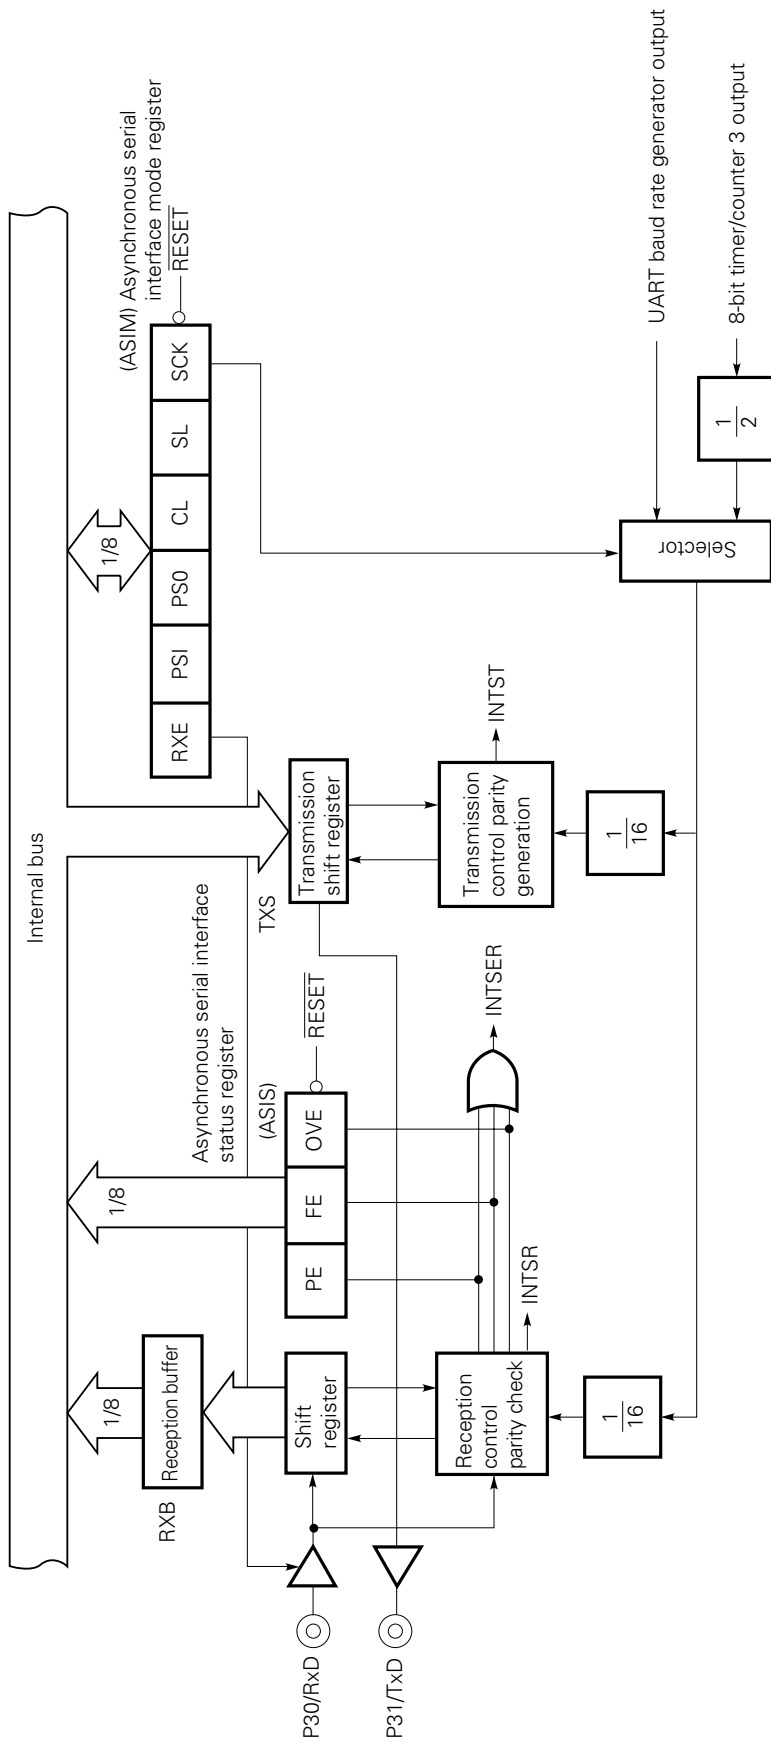 Internal bus
RXB
Reception buffer
1/8
1/8
Asynchronous serial interface
status register
(ASIS)
PE
FE
OVE
RESET
TXS
1/8
(ASIM) Asynchronous serial
interface mode register
RESET
RXE
PSI
PS0
CL
SL
SCK
P30/RxD
P31/TxD
Shift
register
Transmission
shift register
Reception
control
parity check
INTSR
INTSER
Transmission
control parity
generation
INTST
1
16
1
16
Selector
UART baud rate generator output
1
2
8-bit timer/counter 3 output